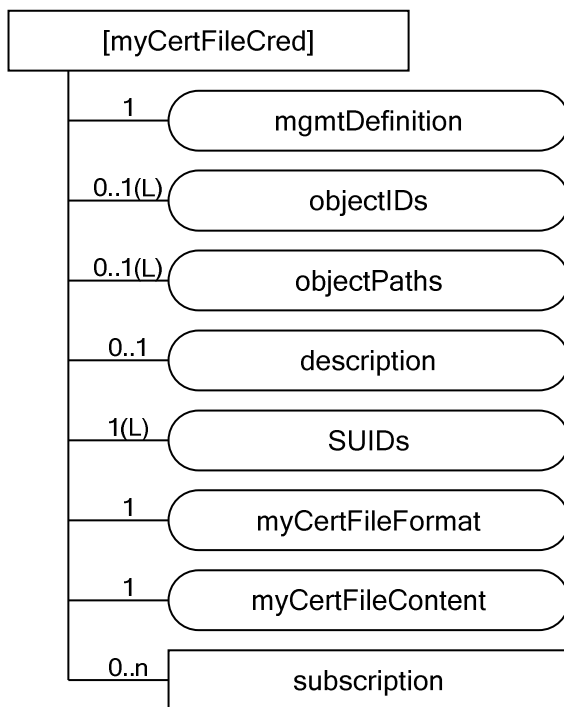 [myCertFileCred]
1
mgmtDefinition
0..1(L)
objectIDs
0..1(L)
objectPaths
0..1
description
1(L)
SUIDs
1
myCertFileFormat
1
myCertFileContent
0..n
subscription